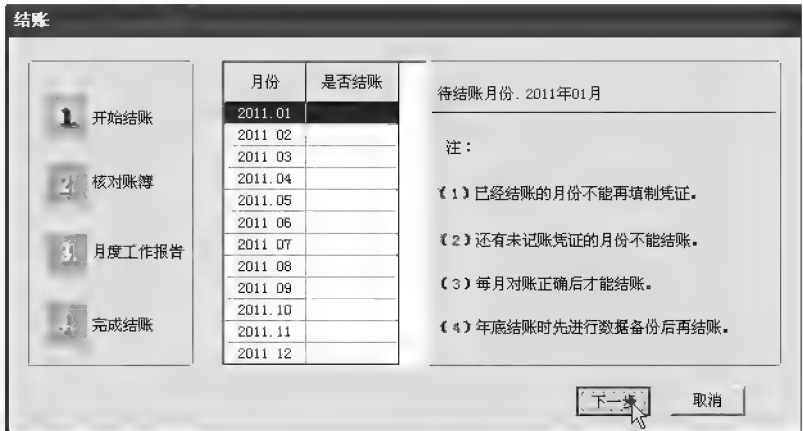 结账
1 开始结账
2 核对账簿
3 月度工作报告
4 完成结账
月份 是否结账
2011.01
2011 02
2011 03
2011.04
2011.05
2011 06
2011 07
2011 08
2011 09
2011.10
2011.11
2011 12
待结账月份. 2011年01月
注：
(1)已经结账的月份不能再填制凭证。
(2)还有未记账凭证的月份不能结账。
(3)每月对账正确后才能结账。
(4)年底结账时先进行数据备份后再结账。
下一步 取消